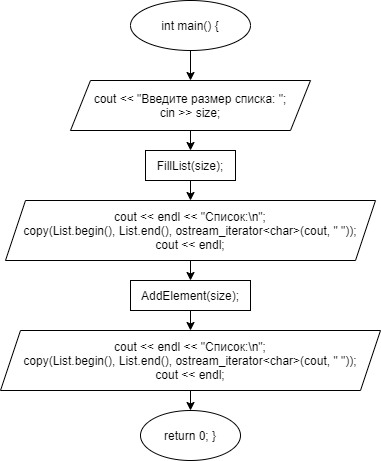 int main() {
cout << "Введите размер списка: ";
cin >> size;
FillList(size);
cout << endl << "Список:\n";
copy(List.begin(), List.end(), ostream_iterator<char>(cout, " "));
cout << endl;
AddElement(size);
cout << endl << "Список:\n";
copy(List.begin(), List.end(), ostream_iterator<char>(cout, " "));
cout << endl;
return 0; }